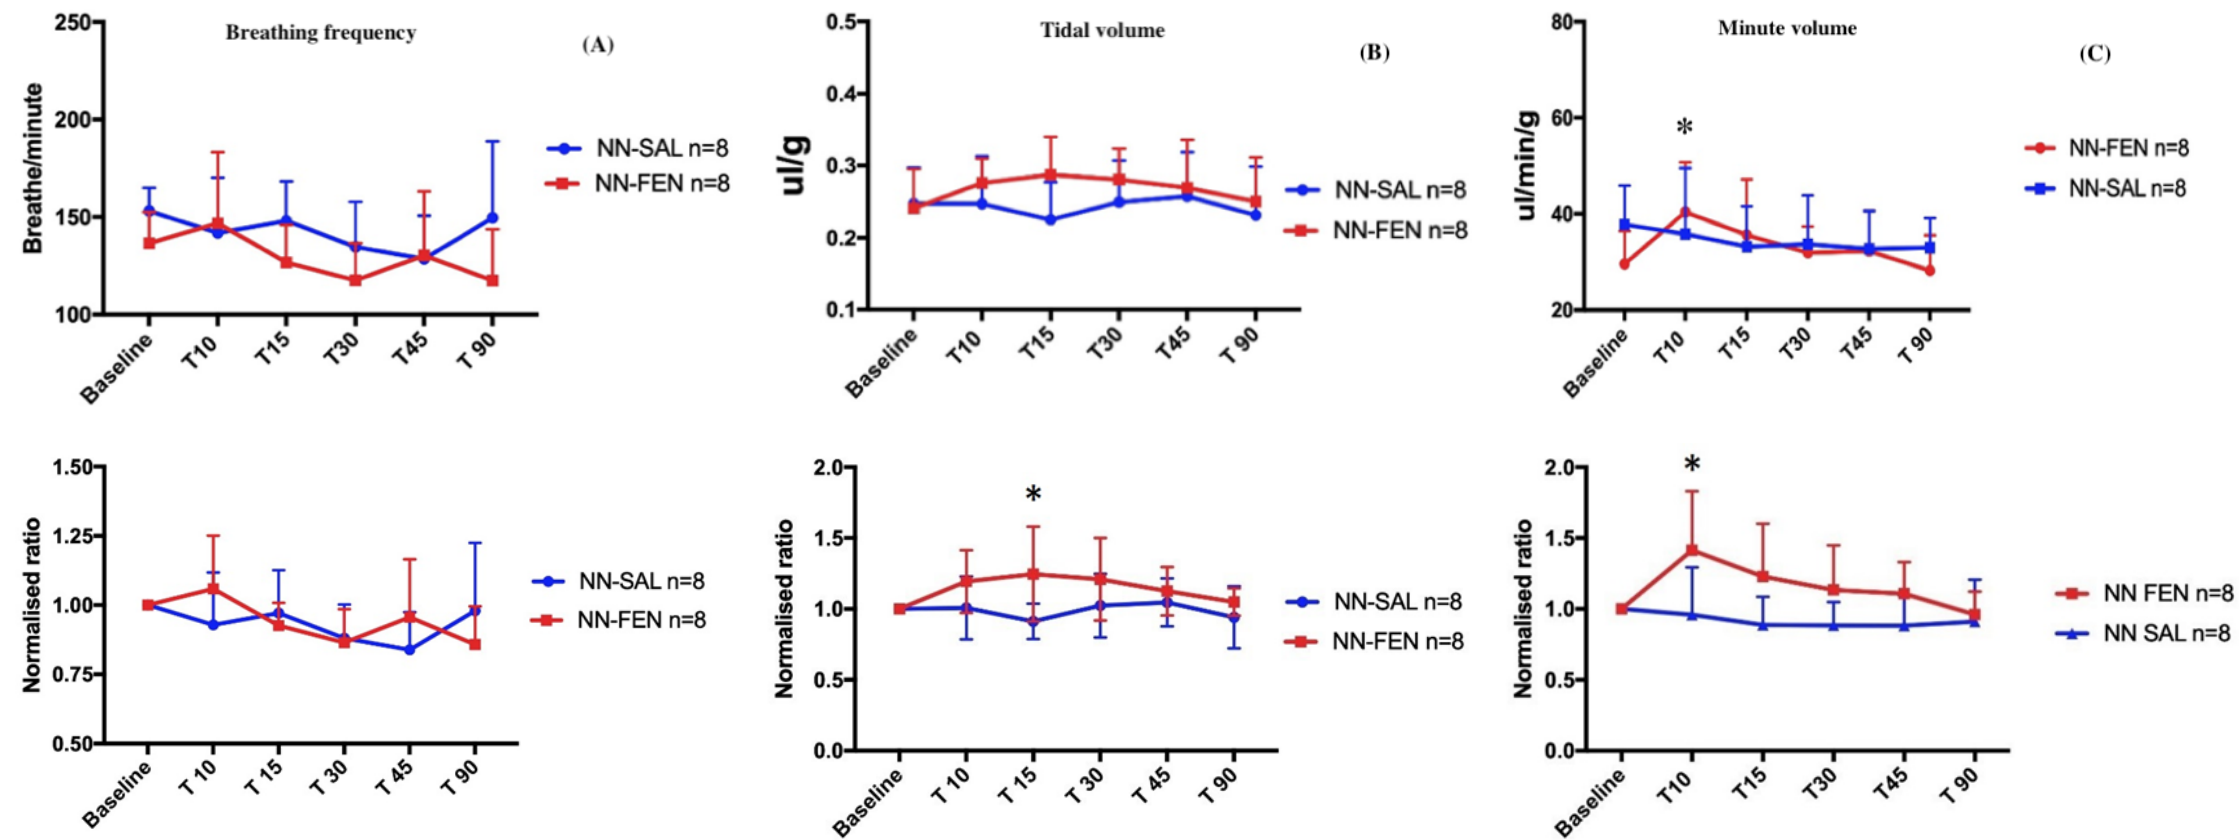 Breathing frequency
(A)
Breathe/minute
250
200
150
100
Baseline
T10
T15
T30
T45
T 90
NN-SAL n=8
NN-FEN n=8
Tidal volume
(B)
ul/g
0.5
0.4
0.3
0.2
0.1
Baseline
T10
T15
T30
T45
T 90
NN-SAL n=8
NN-FEN n=8
Minute volume
(C)
ul/min/g
80
60
40
20
*
Baseline
T10
T15
T30
T45
T 90
NN-FEN n=8
NN-SAL n=8
Normalised ratio
1.50
1.25
1.00
0.75
0.50
Baseline
T 10
T 15
T 30
T 45
T 90
NN-SAL n=8
NN-FEN n=8
Normalised ratio
2.0
1.5
1.0
0.5
0.0
*
Baseline
T 10
T 15
T 30
T 45
T 90
NN-SAL n=8
NN-FEN n=8
Normalised ratio
2.0
1.5
1.0
0.5
0.0
*
Baseline
T10
T15
T30
T45
T 90
NN FEN n=8
NN SAL n=8